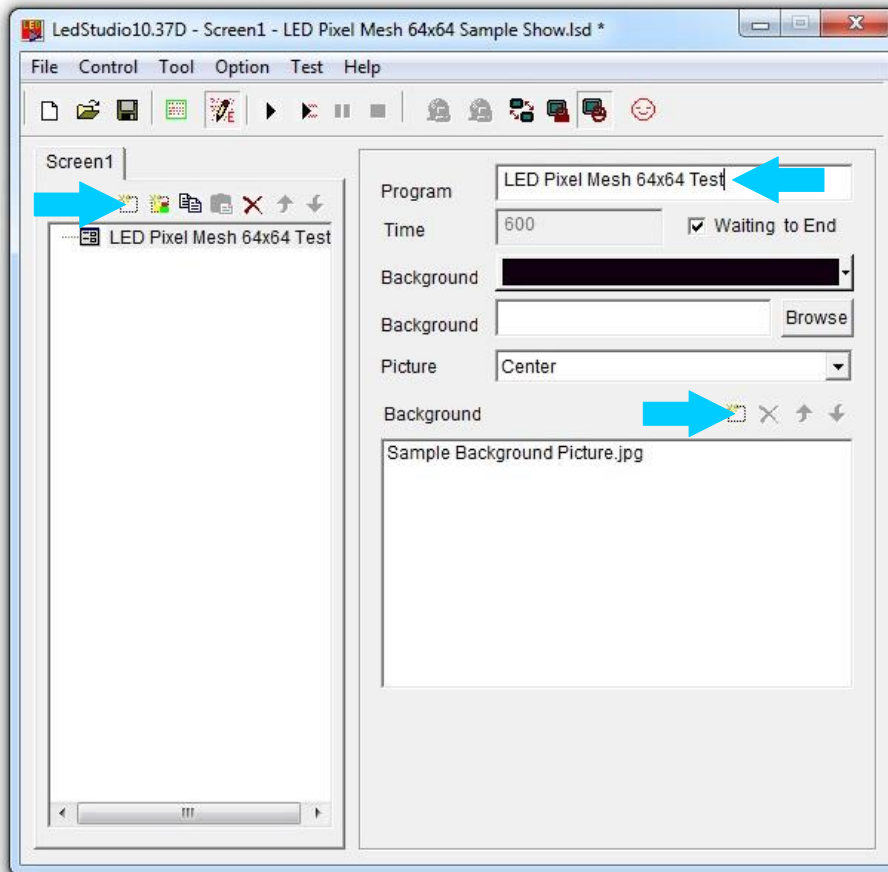 LedStudio10.37D - Screen1 - LED Pixel Mesh 64x64 Sample Show.lsd *
File Control Tool Option Test Help
Screen1
LED Pixel Mesh 64x64 Test
Program LED Pixel Mesh 64x64 Test
Time 600 Waiting to End
Background
Background Browse
Picture Center
Background
Sample Background Picture.jpg